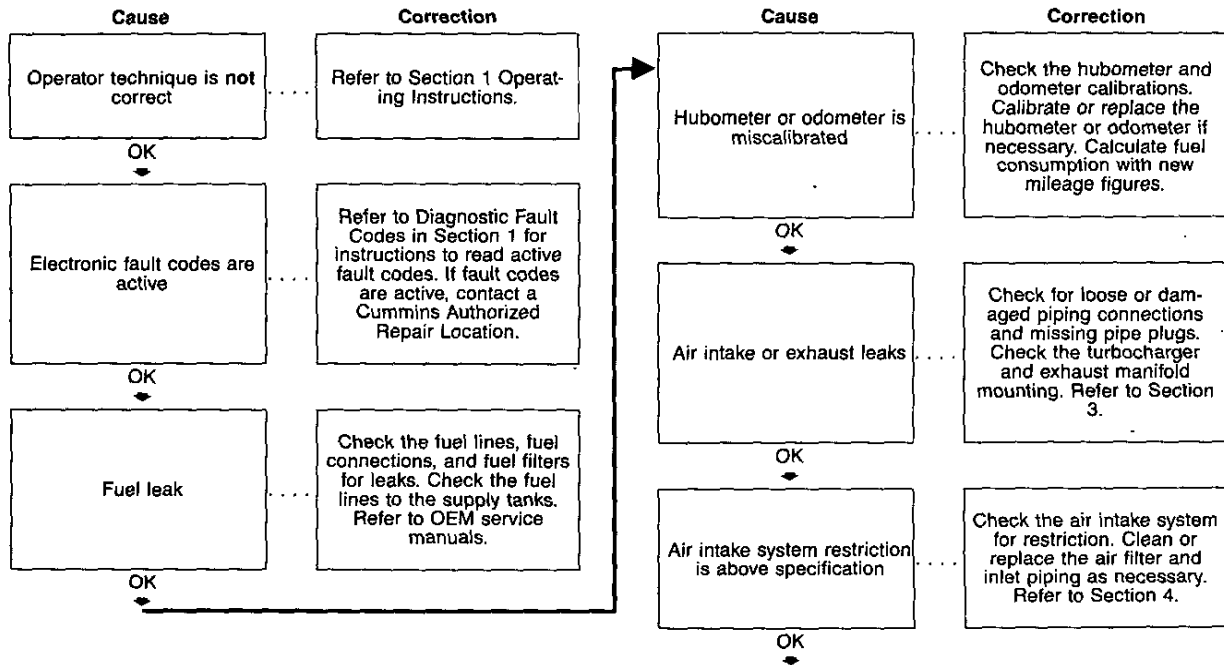 Cause
Correction
Operator technique is not
correct
Refer to Section 1 Operat-
ing Instructions.
OK
Electronic fault codes are
active
Refer to Diagnostic Fault
Codes in Section 1 for
instructions to read active
fault codes. If fault codes
are active, contact a
Cummins Authorized
Repair Location.
OK
Fuel leak
Check the fuel lines, fuel
connections, and fuel filters
for leaks. Check the fuel
lines to the supply tanks.
Refer to OEM service
manuals.
OK
Cause
Correction
Hubometer or odometer is
miscalibrated
Check the hubometer and
odometer calibrations.
Calibrate or replace the
hubometer or odometer if
necessary. Calculate fuel
consumption with new
mileage figures.
OK
Air intake or exhaust leaks
Check for loose or dam-
aged piping connections
and missing pipe plugs.
Check the turbocharger
and exhaust manifold
mounting. Refer to Section
3.
OK
Air intake system restriction
is above specification
Check the air intake system
for restriction. Clean or
replace the air filter and
inlet piping as necessary.
Refer to Section 4.
OK